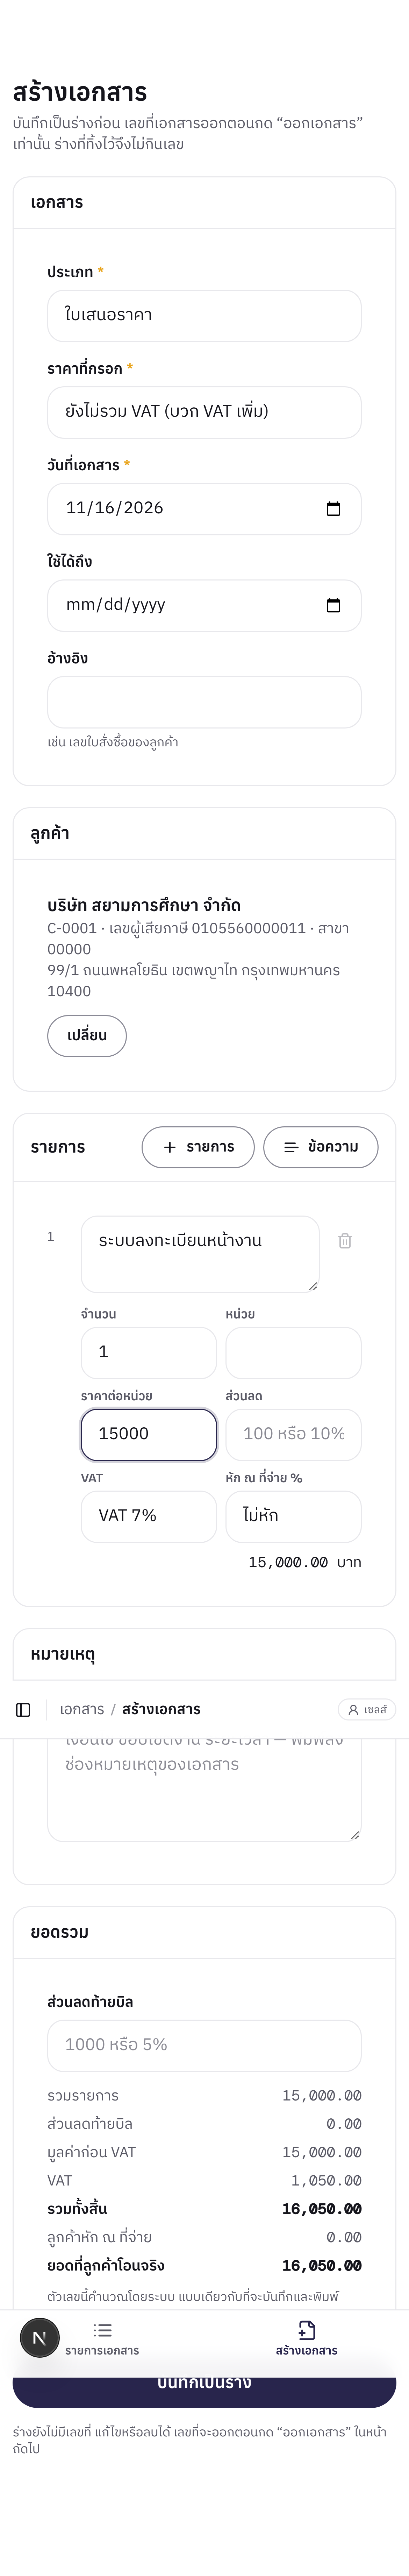 สร้างเอกสาร
บันทึกเป็นร่างก่อน เลขที่เอกสารออกตอนกด “ออกเอกสาร”
เท่านั้น ร่างที่ทิ้งไว้จึงไม่กินเลข
เอกสาร
ประเภท *
ใบเสนอราคา
ราคาที่กรอก *
ยังไม่รวม VAT (บวก VAT เพิ่ม)
วันที่เอกสาร *
11/16/2026
ใช้ได้ถึง
mm/dd/yyyy
อ้างอิง
เช่น เลขใบสั่งซื้อของลูกค้า
ลูกค้า
บริษัท สยามการศึกษา จำกัด
C-0001 · เลขผู้เสียภาษี 0105560000011 · สาขา
00000
99/1 ถนนพหลโยธิน เขตพญาไท กรุงเทพมหานคร
10400
เปลี่ยน
รายการ
รายการ
ข้อความ
1
ระบบลงทะเบียนหน้างาน
จำนวน
หน่วย
1
ราคาต่อหน่วย
ส่วนลด
15000
100 หรือ 10%
VAT
หัก ณ ที่จ่าย %
VAT 7%
ไม่หัก
15,000.00 บาท
หมายเหตุ
เอกสาร / สร้างเอกสาร
เซลส์
ช่องหมายเหตุของเอกสาร
ยอดรวม
ส่วนลดท้ายบิล
1000 หรือ 5%
รวมรายการ 15,000.00
ส่วนลดท้ายบิล 0.00
มูลค่าก่อน VAT 15,000.00
VAT 1,050.00
รวมทั้งสิ้น 16,050.00
ลูกค้าหัก ณ ที่จ่าย 0.00
ยอดที่ลูกค้าโอนจริง 16,050.00
ตัวเลขนี้คำนวณโดยระบบ แบบเดียวกับที่จะบันทึกและพิมพ์
N
รายการเอกสาร
สร้างเอกสาร
บันทึกเป็นร่าง
ร่างยังไม่มีเลขที่ แก้ไขหรือลบได้ เลขที่จะออกตอนกด “ออกเอกสาร” ในหน้า
ถัดไป